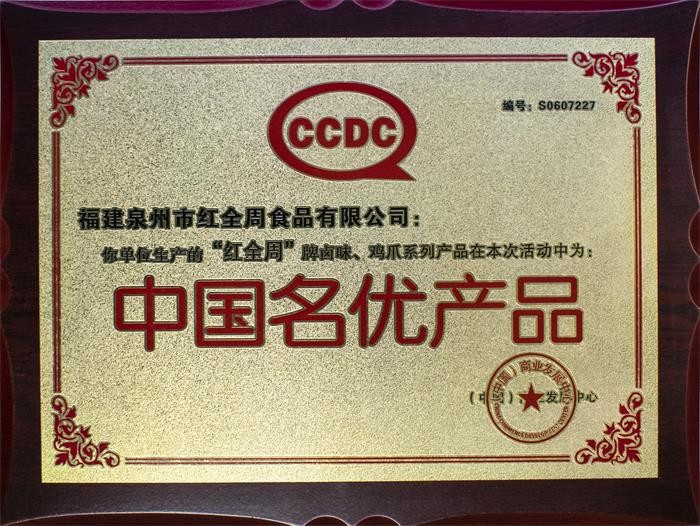 编号：S0607227
CCDC
福建泉州市红全周食品有限公司：
你单位生产的“红全周”牌卤味、鸡爪系列产品在本次活动中为：
中国名优产品
（中国）商业发展中心